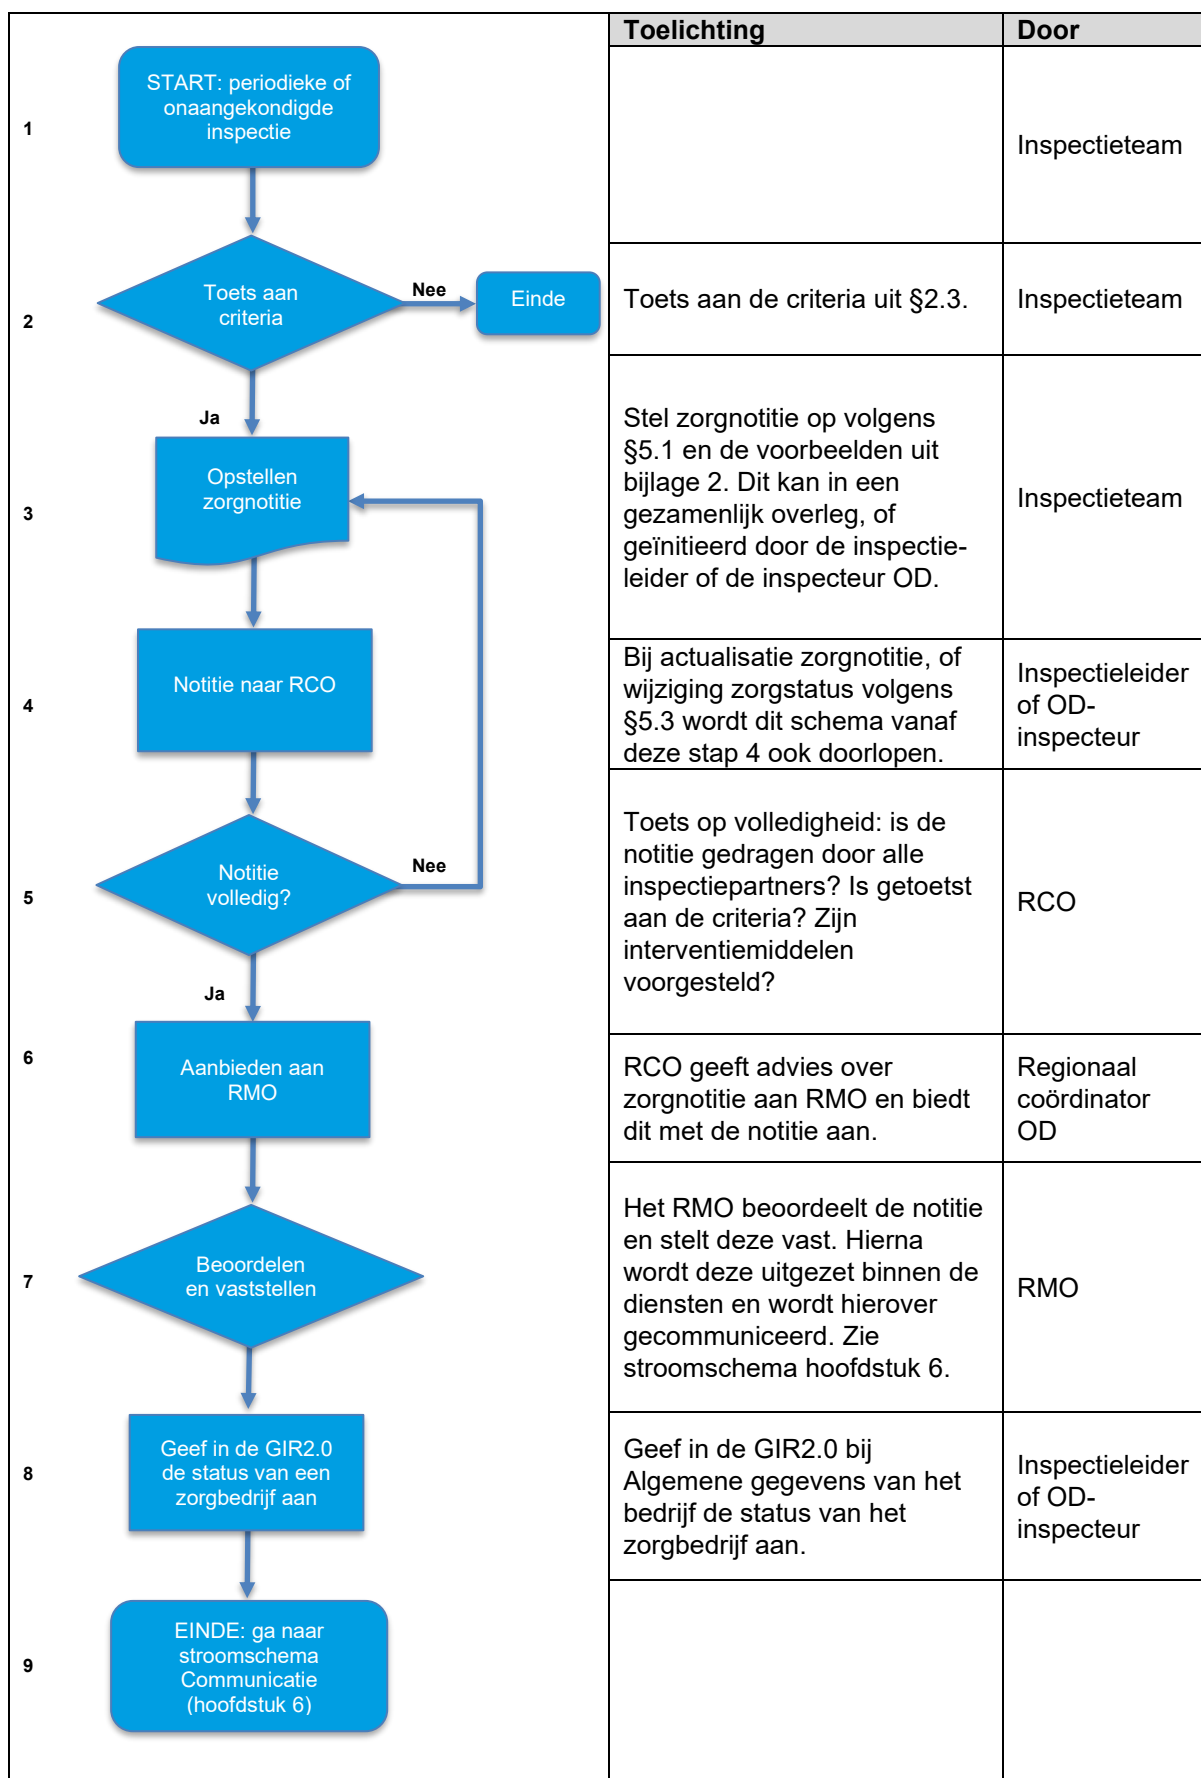 Toelichting
Door
1
START: periodieke of
onaangekondigde
inspectie
Inspectieteam
2
Toets aan
criteria
Nee
Einde
Toets aan de criteria uit §2.3.
Inspectieteam
Ja
3
Opstellen
zorgnotitie
Stel zorgnotitie op volgens
§5.1 en de voorbeelden uit
bijlage 2. Dit kan in een
gezamenlijk overleg, of
geïnitieerd door de inspectie-
leider of de inspecteur OD.
Inspectieteam
4
Notitie naar RCO
Bij actualisatie zorgnotitie, of
wijziging zorgstatus volgens
§5.3 wordt dit schema vanaf
deze stap 4 ook doorlopen.
Inspectieleider
of OD-
inspecteur
5
Notitie
volledig?
Nee
Toets op volledigheid: is de
notitie gedragen door alle
inspectiepartners? Is getoetst
aan de criteria? Zijn
interventiemiddelen
voorgesteld?
RCO
Ja
6
Aanbieden aan
RMO
RCO geeft advies over
zorgnotitie aan RMO en biedt
dit met de notitie aan.
Regionaal
coördinator
OD
7
Beoordelen
en vaststellen
Het RMO beoordeelt de notitie
en stelt deze vast. Hierna
wordt deze uitgezet binnen de
diensten en wordt hierover
gecommuniceerd. Zie
stroomschema hoofdstuk 6.
RMO
8
Geef in de GIR2.0
de status van een
zorgbedrijf aan
Geef in de GIR2.0 bij
Algemene gegevens van het
bedrijf de status van het
zorgbedrijf aan.
Inspectieleider
of OD-
inspecteur
9
EINDE: ga naar
stroomschema
Communicatie
(hoofdstuk 6)